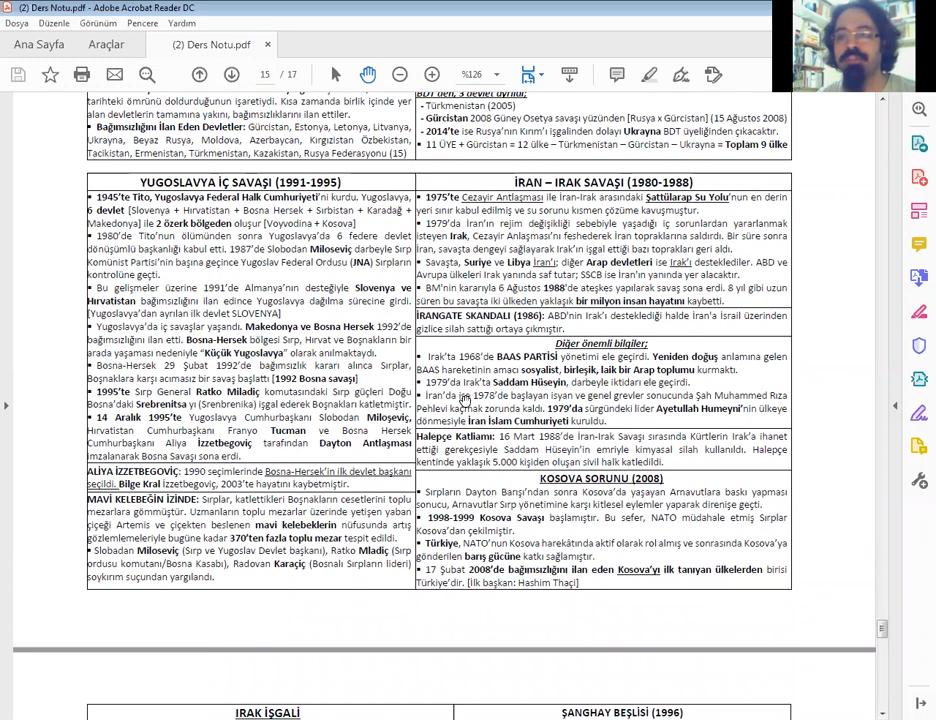 (2) Ders Notu.pdf - Adobe Acrobat Reader DC
Dosya Düzenle Görünüm Pencere Yardım
Ana Sayfa Araçlar (2) Ders Notu.pdf ×
15 / 17 %126
tarihteki ömrünü doldurduğunun işaretiydi. Kısa zamanda birlik içinde yer
alan devletlerin tamamına yakını, bağımsızlıklarını ilan ettiler.
▪ Bağımsızlığını İlan Eden Devletler: Gürcistan, Estonya, Letonya, Litvanya,
Ukrayna, Beyaz Rusya, Moldova, Azerbaycan, Kırgızistan Özbekistan,
Tacikistan, Ermenistan, Türkmenistan, Kazakistan, Rusya Federasyonu (15)
BDT'den, 3 devlet ayrıldı;
- Türkmenistan (2005)
- Gürcistan 2008 Güney Osetya savaşı yüzünden [Rusya x Gürcistan] (15 Ağustos 2008)
- 2014'te ise Rusya'nın Kırım'ı işgalinden dolayı Ukrayna BDT üyeliğinden çıkacaktır.
▪ 11 ÜYE + Gürcistan = 12 ülke – Türkmenistan – Gürcistan – Ukrayna = Toplam 9 ülke
YUGOSLAVYA İÇ SAVAŞI (1991-1995)
▪ 1945'te Tito, Yugoslavya Federal Halk Cumhuriyeti'ni kurdu. Yugoslavya,
6 devlet [Slovenya + Hırvatistan + Bosna Hersek + Sırbistan + Karadağ +
Makedonya] ile 2 özerk bölgeden oluşur [Voyvodina + Kosova]
▪ 1980'de Tito'nun ölümünden sonra Yugoslavya'da 6 federe devlet
dönüşümlü başkanlığı kabul etti. 1987'de Slobadan Miloseviç darbeyle Sırp
Komünist Partisi'nin başına geçince Yugoslav Federal Ordusu (JNA) Sırpların
kontrolüne geçti.
▪ Bu gelişmeler üzerine 1991'de Almanya'nın desteğiyle Slovenya ve
Hırvatistan bağımsızlığını ilan edince Yugoslavya dağılma sürecine girdi.
[Yugoslavya'dan ayrılan ilk devlet SLOVENYA]
▪ Yugoslavya'da iç savaşlar yaşandı. Makedonya ve Bosna Hersek 1992'de
bağımsızlığını ilan etti. Bosna-Hersek bölgesi Sırp, Hırvat ve Boşnakların bir
arada yaşaması nedeniyle "Küçük Yugoslavya" olarak anılmaktaydı.
▪ Bosna-Hersek 29 Şubat 1992'de bağımsızlık kararı alınca Sırplar,
Boşnaklara karşı acımasız bir savaş başlattı [1992 Bosna savaşı]
▪ 1995'te Sırp General Ratko Miladiç komutasındaki Sırp güçleri Doğu
Bosna'daki Srebrenitsa yı (Srenbrenika) işgal ederek Boşnakları katletmiştir.
▪ 14 Aralık 1995'te Yugoslavya Cumhurbaşkanı Slobodan Miloseviç,
Hırvatistan Cumhurbaşkanı Franyo Tucman ve Bosna Hersek
Cumhurbaşkanı Aliya İzzetbegoviç tarafından Dayton Antlaşması
imzalanarak Bosna Savaşı sona erdi.
ALİYA İZZETBEGOVİÇ: 1990 seçimlerinde Bosna-Hersek'in ilk devlet başkanı
seçildi. Bilge Kral İzzetbegoviç, 2003'te hayatını kaybetmiştir.
MAVİ KELEBEĞİN İZİNDE: Sırplar, katlettikleri Boşnakların cesetlerini toplu
mezarlara gömmüştür. Uzmanların toplu mezarlar üzerinde yetişen yaban
çiçeği Artemis ve çiçekten beslenen mavi kelebeklerin nüfusunda artış
gözlemlemeleriyle bugüne kadar 370'ten fazla toplu mezar tespit edildi.
▪ Slobadan Miloseviç (Sırp ve Yugoslav Devlet başkanı), Ratko Mladiç (Sırp
ordusu komutanı/Bosna Kasabı), Radovan Karaçiç (Bosnalı Sırpların lideri)
soykırım suçundan yargılandı.
İRAN – IRAK SAVAŞI (1980-1988)
▪ 1975'te Cezayir Antlaşması ile İran-Irak arasındaki Şattülarap Su Yolu'nun en derin
yeri sınır kabul edilmiş ve su sorunu kısmen çözüme kavuşmuştur.
▪ 1979'da İran'ın rejim değişikliği sebebiyle yaşadığı iç sorunlardan yararlanmak
isteyen Irak, Cezayir Anlaşması'nı feshederek İran topraklarına saldırdı. Bir süre sonra
İran, savaşta dengeyi sağlayarak Irak'ın işgal ettiği bazı toprakları geri aldı.
▪ Savaşta, Suriye ve Libya İran'ı; diğer Arap devletleri ise Irak'ı desteklediler. ABD ve
Avrupa ülkeleri Irak yanında saf tutar; SSCB ise İran'ın yanında yer alacaktır.
▪ BM'nin kararıyla 6 Ağustos 1988'de ateşkes yapılarak savaş sona erdi. 8 yıl gibi uzun
süren bu savaşta iki ülkeden yaklaşık bir milyon insan hayatını kaybetti.
İRANGATE SKANDALI (1986): ABD'nin Irak'ı desteklediği halde İran'a İsrail üzerinden
gizlice silah sattığı ortaya çıkmıştır.
Diğer önemli bilgiler;
▪ Irak'ta 1968'de BAAS PARTİSİ yönetimi ele geçirdi. Yeniden doğuş anlamına gelen
BAAS hareketinin amacı sosyalist, birleşik, laik bir Arap toplumu kurmaktı.
▪ 1979'da Irak'ta Saddam Hüseyin, darbeyle iktidarı ele geçirdi.
▪ İran'da ise 1978'de başlayan isyan ve genel grevler sonucunda Şah Muhammed Rıza
Pehlevi kaçmak zorunda kaldı. 1979'da sürgündeki lider Ayetullah Humeyni'nin ülkeye
dönmesiyle İran İslam Cumhuriyeti kuruldu.
Halepçe Katliamı: 16 Mart 1988'de İran-Irak Savaşı sırasında Kürtlerin Irak'a ihanet
ettiği gerekçesiyle Saddam Hüseyin'in emriyle kimyasal silah kullanıldı. Halepçe
kentinde yaklaşık 5.000 kişiden oluşan sivil halk katledildi.
KOSOVA SORUNU (2008)
▪ Sırpların Dayton Barışı'ndan sonra Kosova'da yaşayan Arnavutlara baskı yapması
sonucu, Arnavutlar Sırp yönetimine karşı kitlesel eylemler yaparak direnişe geçti.
▪ 1998-1999 Kosova Savaşı başlamıştır. Bu sefer, NATO müdahale etmiş Sırplar
Kosova'dan çekilmiştir.
▪ Türkiye, NATO'nun Kosova harekâtında aktif olarak rol almış ve sonrasında Kosova'ya
gönderilen barış gücüne katkı sağlamıştır.
▪ 17 Şubat 2008'de bağımsızlığını ilan eden Kosova'yı ilk tanıyan ülkelerden birisi
Türkiye'dir. [İlk başkan: Hashim Thaçi]
IRAK İŞGALİ
ŞANGHAY BEŞLİSİ (1996)